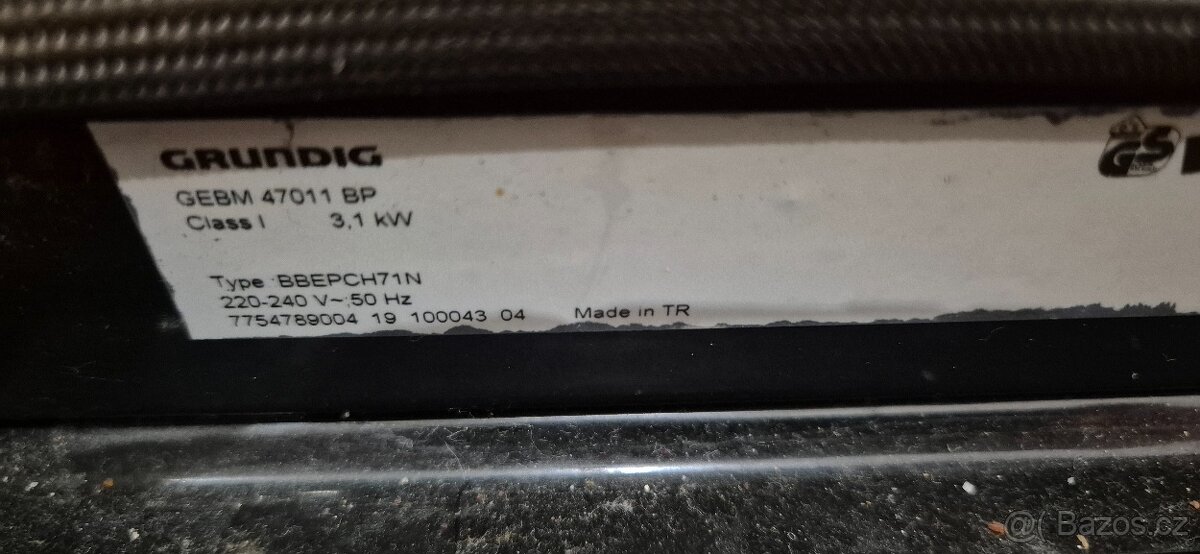 GRUNDIG
GS
GEBM 47011 BP
Class I 3,1 kW
Type :BBEPCH71N
220-240 V~;50 Hz
7754789004 19 100043 04 Made in TR
@( Bazos.cz